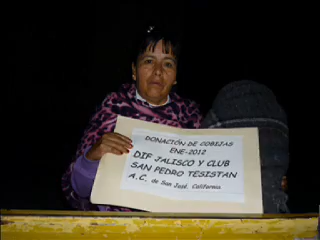 DONACIÓN DE COBIJAS
ENE-2012
DIF JALISCO Y CLUB
SAN PEDRO TESISTAN
A.C. de San José, California